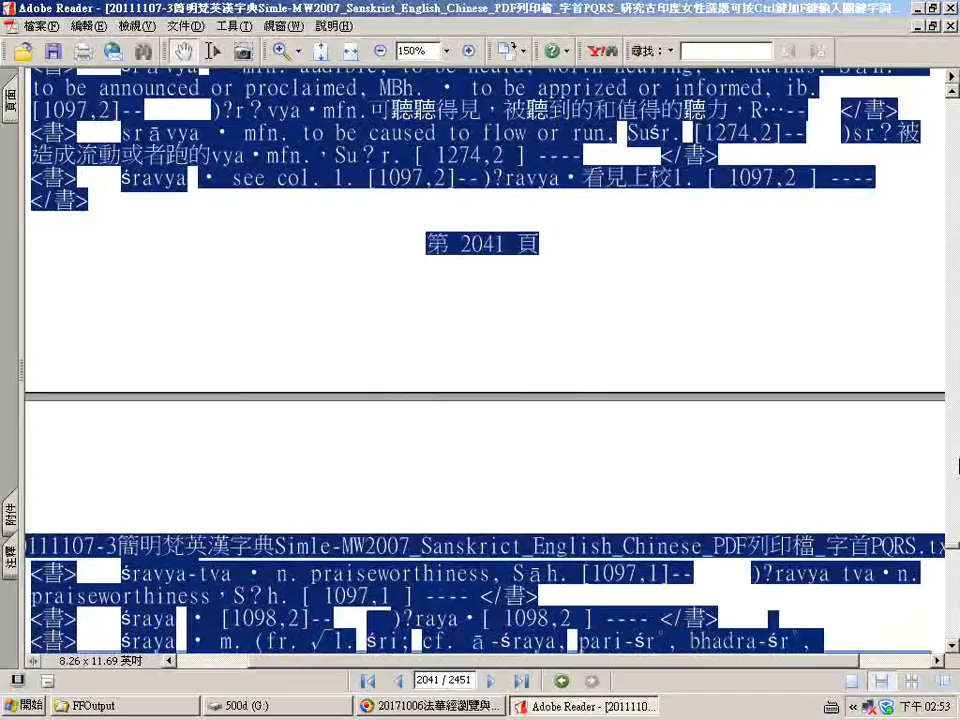 Adobe Reader - [20111107-3簡明梵英漢字典Simle-MW2007_Sanskrict_English_Chinese_PDF列印檔_字首PQRS_研究古印度女性議題可按Ctrl鍵加F鍵輸入關鍵字詞
檔案(F) 編輯(E) 檢視(V) 文件(D) 工具(T) 視窗(W) 說明(H)
150% 尋找：
頁面
to be announced or proclaimed, MBh. • to be apprized or informed, ib.
[1097,2]-- )?r？vya•mfn.可聽聽得見，被聽到的和值得的聽力，R…--- </書>
<書> srāvya • mfn. to be caused to flow or run, Suśr. [1274,2]-- )sr？被
造成流動或者跑的vya•mfn.，Su？r. [ 1274,2 ] ---- </書>
<書> śravya • see col. 1. [1097,2]--)?ravya•看見上校1. [ 1097,2 ] ----
</書>
第 2041 頁
附件
注釋
111107-3簡明梵英漢字典Simle-MW2007_Sanskrict_English_Chinese_PDF列印檔_字首PQRS.tx
<書> śravya-tva • n. praiseworthiness, Sāh. [1097,1]-- )?ravya tva•n.
praiseworthiness，S?h. [ 1097,1 ] ---- </書>
<書> śraya • [1098,2]-- )?raya•[ 1098,2 ] ---- </書>
<書> śraya • m. (fr. √1. śri; cf. ā-śraya, pari-śr°, bhadra-śr°,
8.26 x 11.69 英吋
2041 / 2451
開始 FFOutput 500d (G:) 20171006法華經瀏覽與... Adobe Reader - [2011110... 下午 02:53